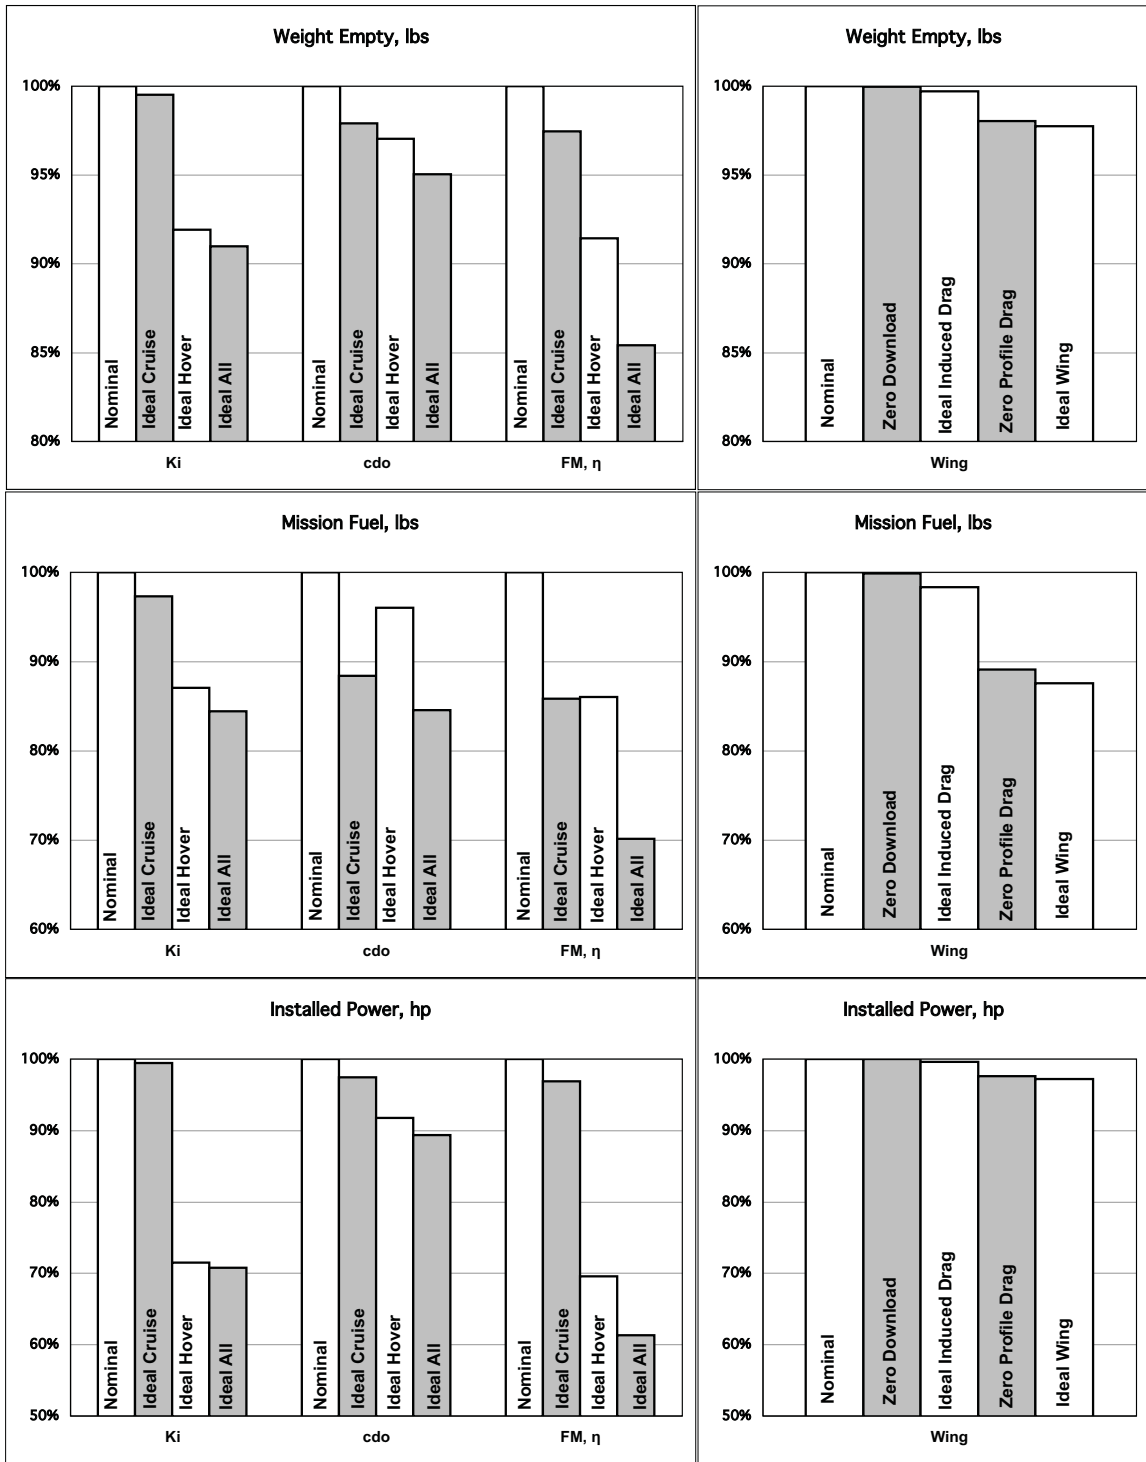 Weight Empty, lbs
100%
95%
90%
85%
80%
Nominal
Ideal Cruise
Ideal Hover
Ideal All
Nominal
Ideal Cruise
Ideal Hover
Ideal All
Nominal
Ideal Cruise
Ideal Hover
Ideal All
Ki
cdo
FM, η
Weight Empty, lbs
100%
95%
90%
85%
80%
Nominal
Zero Download
Ideal Induced Drag
Zero Profile Drag
Ideal Wing
Wing
Mission Fuel, lbs
100%
90%
80%
70%
60%
Nominal
Ideal Cruise
Ideal Hover
Ideal All
Nominal
Ideal Cruise
Ideal Hover
Ideal All
Nominal
Ideal Cruise
Ideal Hover
Ideal All
Ki
cdo
FM, η
Mission Fuel, lbs
100%
90%
80%
70%
60%
Nominal
Zero Download
Ideal Induced Drag
Zero Profile Drag
Ideal Wing
Wing
Installed Power, hp
100%
90%
80%
70%
60%
50%
Nominal
Ideal Cruise
Ideal Hover
Ideal All
Nominal
Ideal Cruise
Ideal Hover
Ideal All
Nominal
Ideal Cruise
Ideal Hover
Ideal All
Ki
cdo
FM, η
Installed Power, hp
100%
90%
80%
70%
60%
50%
Nominal
Zero Download
Ideal Induced Drag
Zero Profile Drag
Ideal Wing
Wing